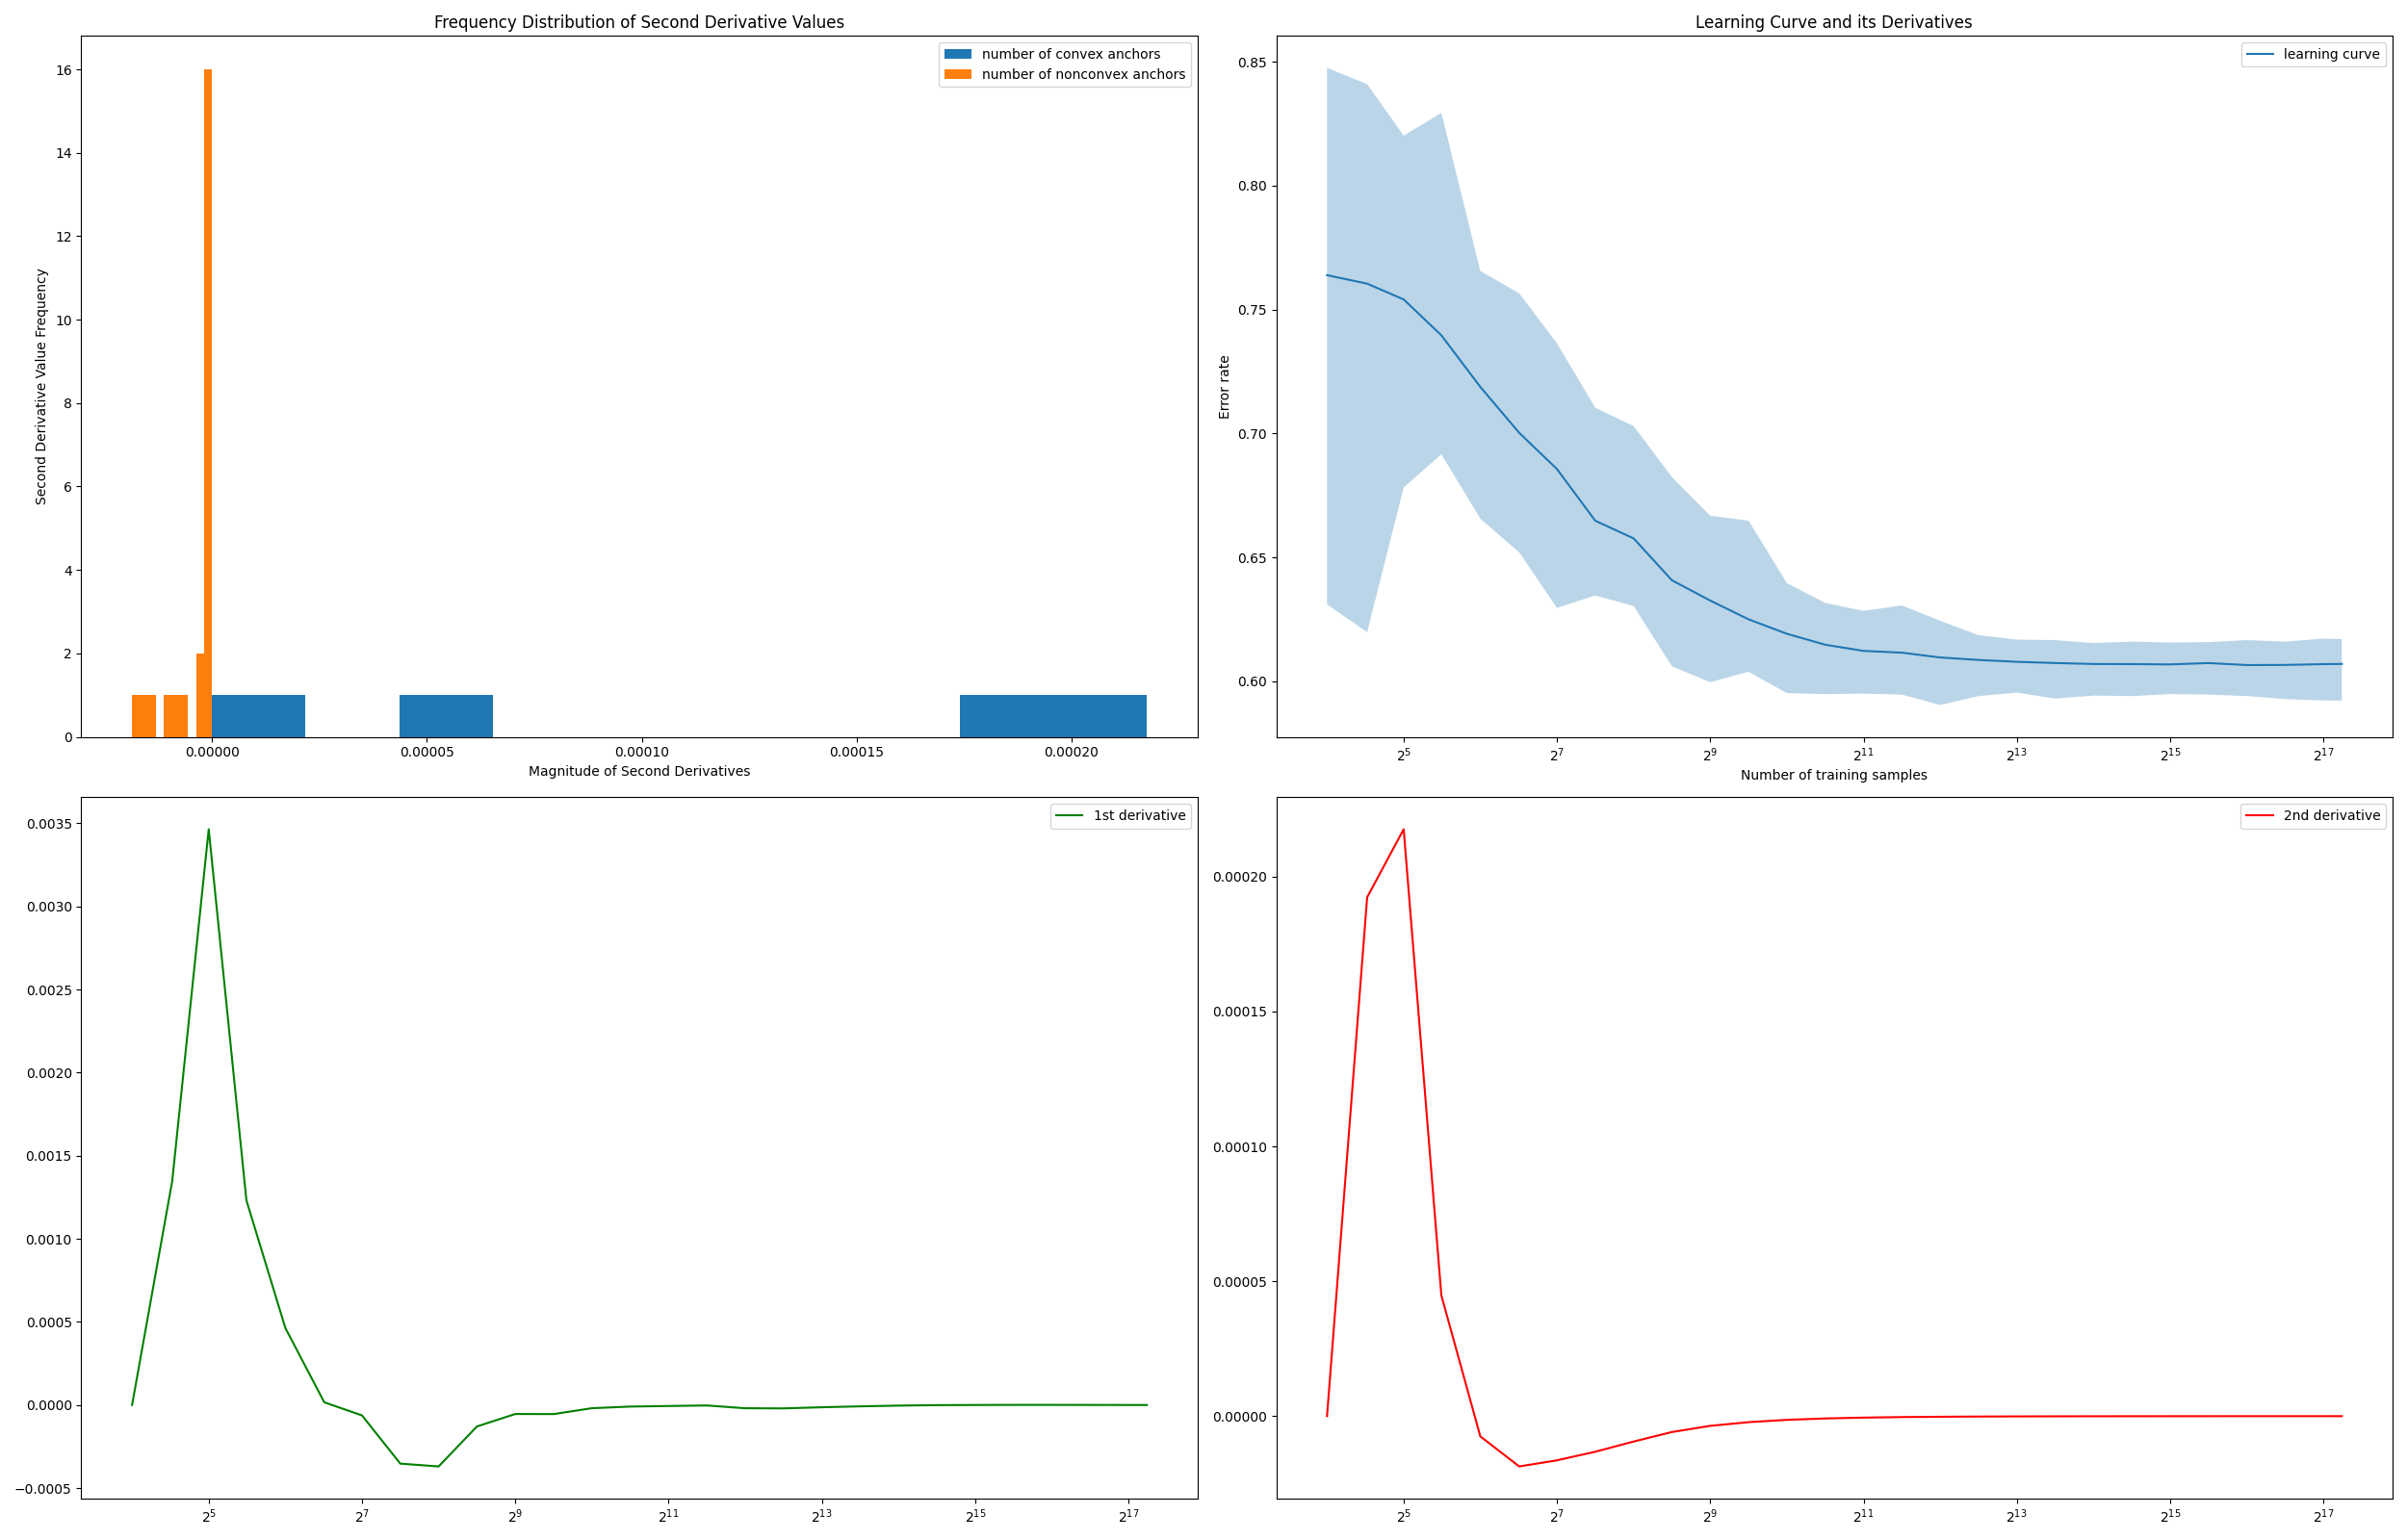 Frequency Distribution of Second Derivative Values
number of convex anchors
number of nonconvex anchors
16
14
12
10
8
6
4
2
0
Second Derivative Value Frequency
0.00000 0.00005 0.00010 0.00015 0.00020
Magnitude of Second Derivatives
Learning Curve and its Derivatives
learning curve
0.85
0.80
0.75
0.70
0.65
0.60
Error rate
2^5 2^7 2^9 2^11 2^13 2^15 2^17
Number of training samples
1st derivative
0.0035
0.0030
0.0025
0.0020
0.0015
0.0010
0.0005
0.0000
−0.0005
2^5 2^7 2^9 2^11 2^13 2^15 2^17
2nd derivative
0.00020
0.00015
0.00010
0.00005
0.00000
2^5 2^7 2^9 2^11 2^13 2^15 2^17